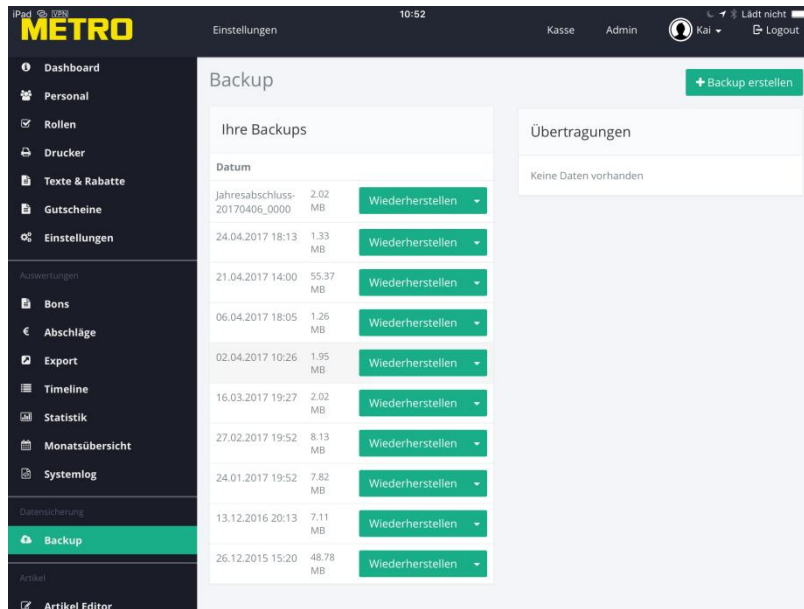 iPad VPN 10:52 Lädt nicht
METRO
Einstellungen
Kasse
Admin
Kai
Logout
Dashboard
Personal
Rollen
Drucker
Texte & Rabatte
Gutscheine
Einstellungen
Auswertungen
Bons
Abschläge
Export
Timeline
Statistik
Monatsübersicht
Systemlog
Datensicherung
Backup
Artikel
Artikel Editor
Backup
+ Backup erstellen
Ihre Backups
Datum
Jahresabschluss-
20170406_0000
2.02
MB
Wiederherstellen
24.04.2017 18:13
1.33
MB
Wiederherstellen
21.04.2017 14:00
55.37
MB
Wiederherstellen
06.04.2017 18:05
1.26
MB
Wiederherstellen
02.04.2017 10:26
1.95
MB
Wiederherstellen
16.03.2017 19:27
2.02
MB
Wiederherstellen
27.02.2017 19:52
8.13
MB
Wiederherstellen
24.01.2017 19:52
7.82
MB
Wiederherstellen
13.12.2016 20:13
7.11
MB
Wiederherstellen
26.12.2015 15:20
48.78
MB
Wiederherstellen
Übertragungen
Keine Daten vorhanden